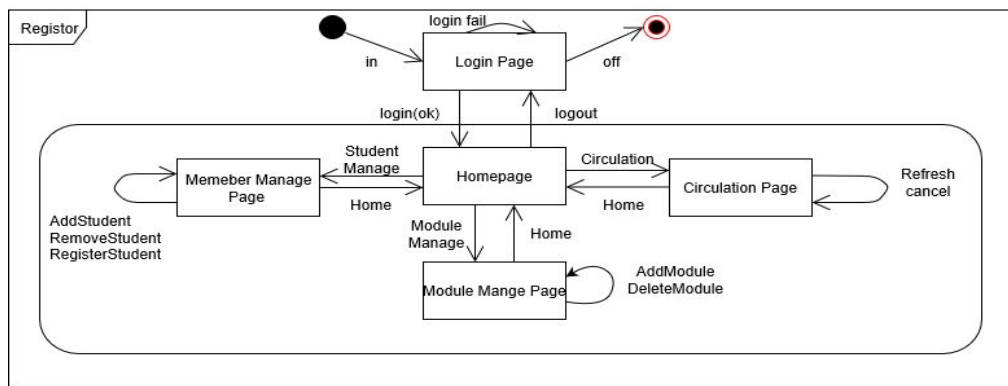 Registor
login fail
in
Login Page
off
login(ok)
logout
Student
Manage
Circulation
Memeber Manage
Page
Homepage
Circulation Page
Refresh
cancel
Home
Home
AddStudent
RemoveStudent
RegisterStudent
Module
Manage
Home
Module Mange Page
AddModule
DeleteModule